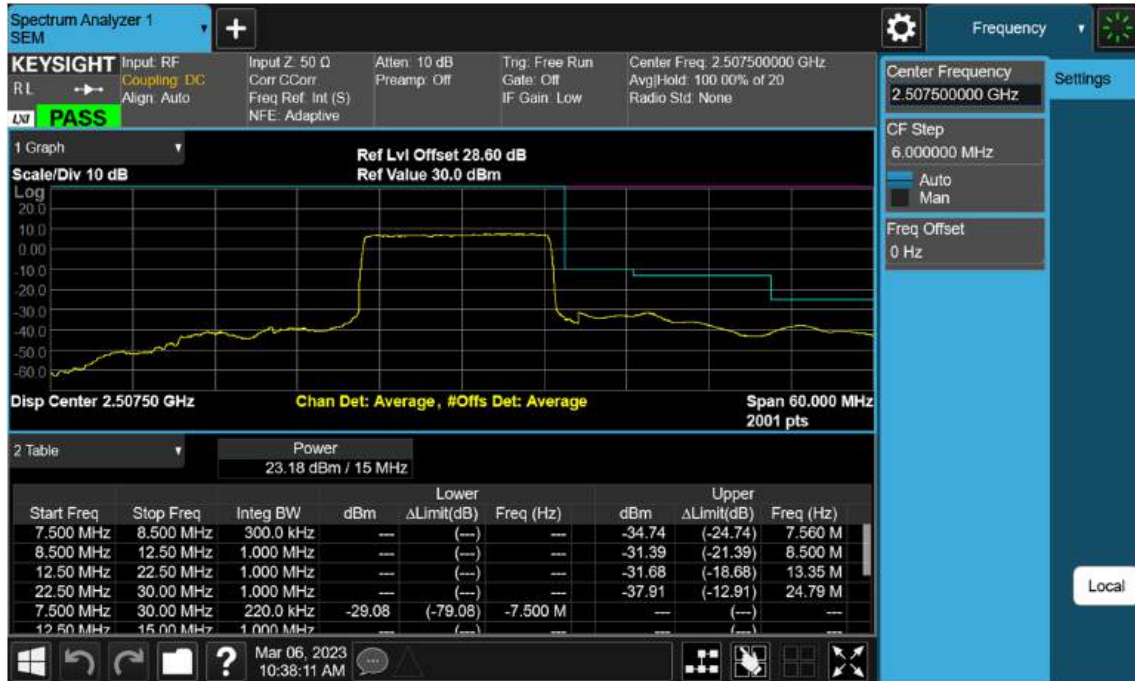 Spectrum Analyzer 1
SEM
Frequency
KEYSIGHT
RL
LXI
PASS
Input: RF
Coupling: DC
Align: Auto
Input Z: 50 Ω
Corr CCorr
Freq Ref: Int (S)
NFE: Adaptive
Atten: 10 dB
Preamp: Off
Trig: Free Run
Gate: Off
IF Gain: Low
Center Freq: 2.507500000 GHz
Avg|Hold: 100.00% of 20
Radio Std: None
Center Frequency
2.507500000 GHz
Settings
CF Step
6.000000 MHz
Auto
Man
Freq Offset
0 Hz
Local
1 Graph
Scale/Div 10 dB
Ref Lvl Offset 28.60 dB
Ref Value 30.0 dBm
Log
20.0
10.0
0.00
-10.0
-20.0
-30.0
-40.0
-50.0
-60.0
Disp Center 2.50750 GHz
Chan Det: Average, #Offs Det: Average
Span 60.000 MHz
2001 pts
2 Table
Power
23.18 dBm / 15 MHz
Lower Upper
Start Freq Stop Freq Integ BW dBm ΔLimit(dB) Freq (Hz) dBm ΔLimit(dB) Freq (Hz)
7.500 MHz 8.500 MHz 300.0 kHz --- (---) --- -34.74 (-24.74) 7.560 M
8.500 MHz 12.50 MHz 1.000 MHz --- (---) --- -31.39 (-21.39) 8.500 M
12.50 MHz 22.50 MHz 1.000 MHz --- (---) --- -31.68 (-18.68) 13.35 M
22.50 MHz 30.00 MHz 1.000 MHz --- (---) --- -37.91 (-12.91) 24.79 M
7.500 MHz 30.00 MHz 220.0 kHz -29.08 (-79.08) -7.500 M --- (---) ---
12.50 MHz 15.00 MHz 1.000 MHz --- (---) --- --- (---) ---
Mar 06, 2023
10:38:11 AM